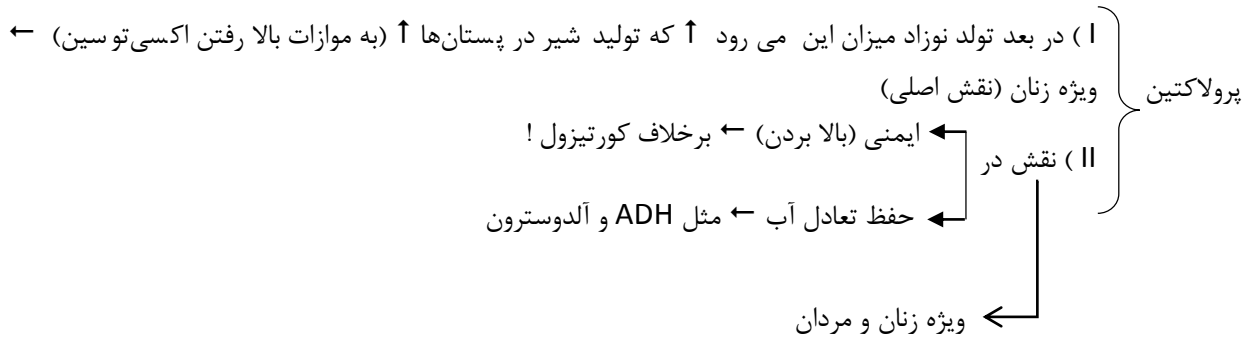 I ) در بعد تولد نوزاد میزان این می رود ↑ که تولید شیر در پستان‌ها ↑ (به موازات بالا رفتن اکسی‌توسین) ←
پرولاکتین
ویژه زنان (نقش اصلی)
ایمنی (بالا بردن) ← برخلاف کورتیزول !
II ) نقش در
حفظ تعادل آب ← مثل ADH و آلدوسترون
ویژه زنان و مردان